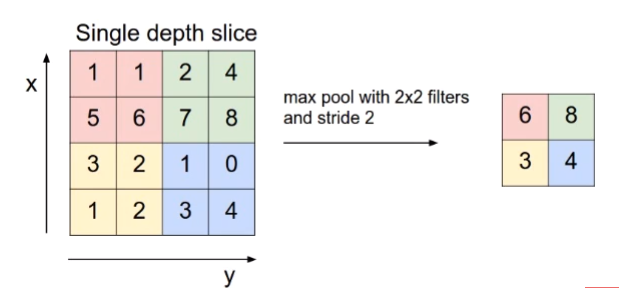 Single depth slice
x
1 1 2 4
5 6 7 8
3 2 1 0
1 2 3 4
y
max pool with 2x2 filters
and stride 2
6 8
3 4